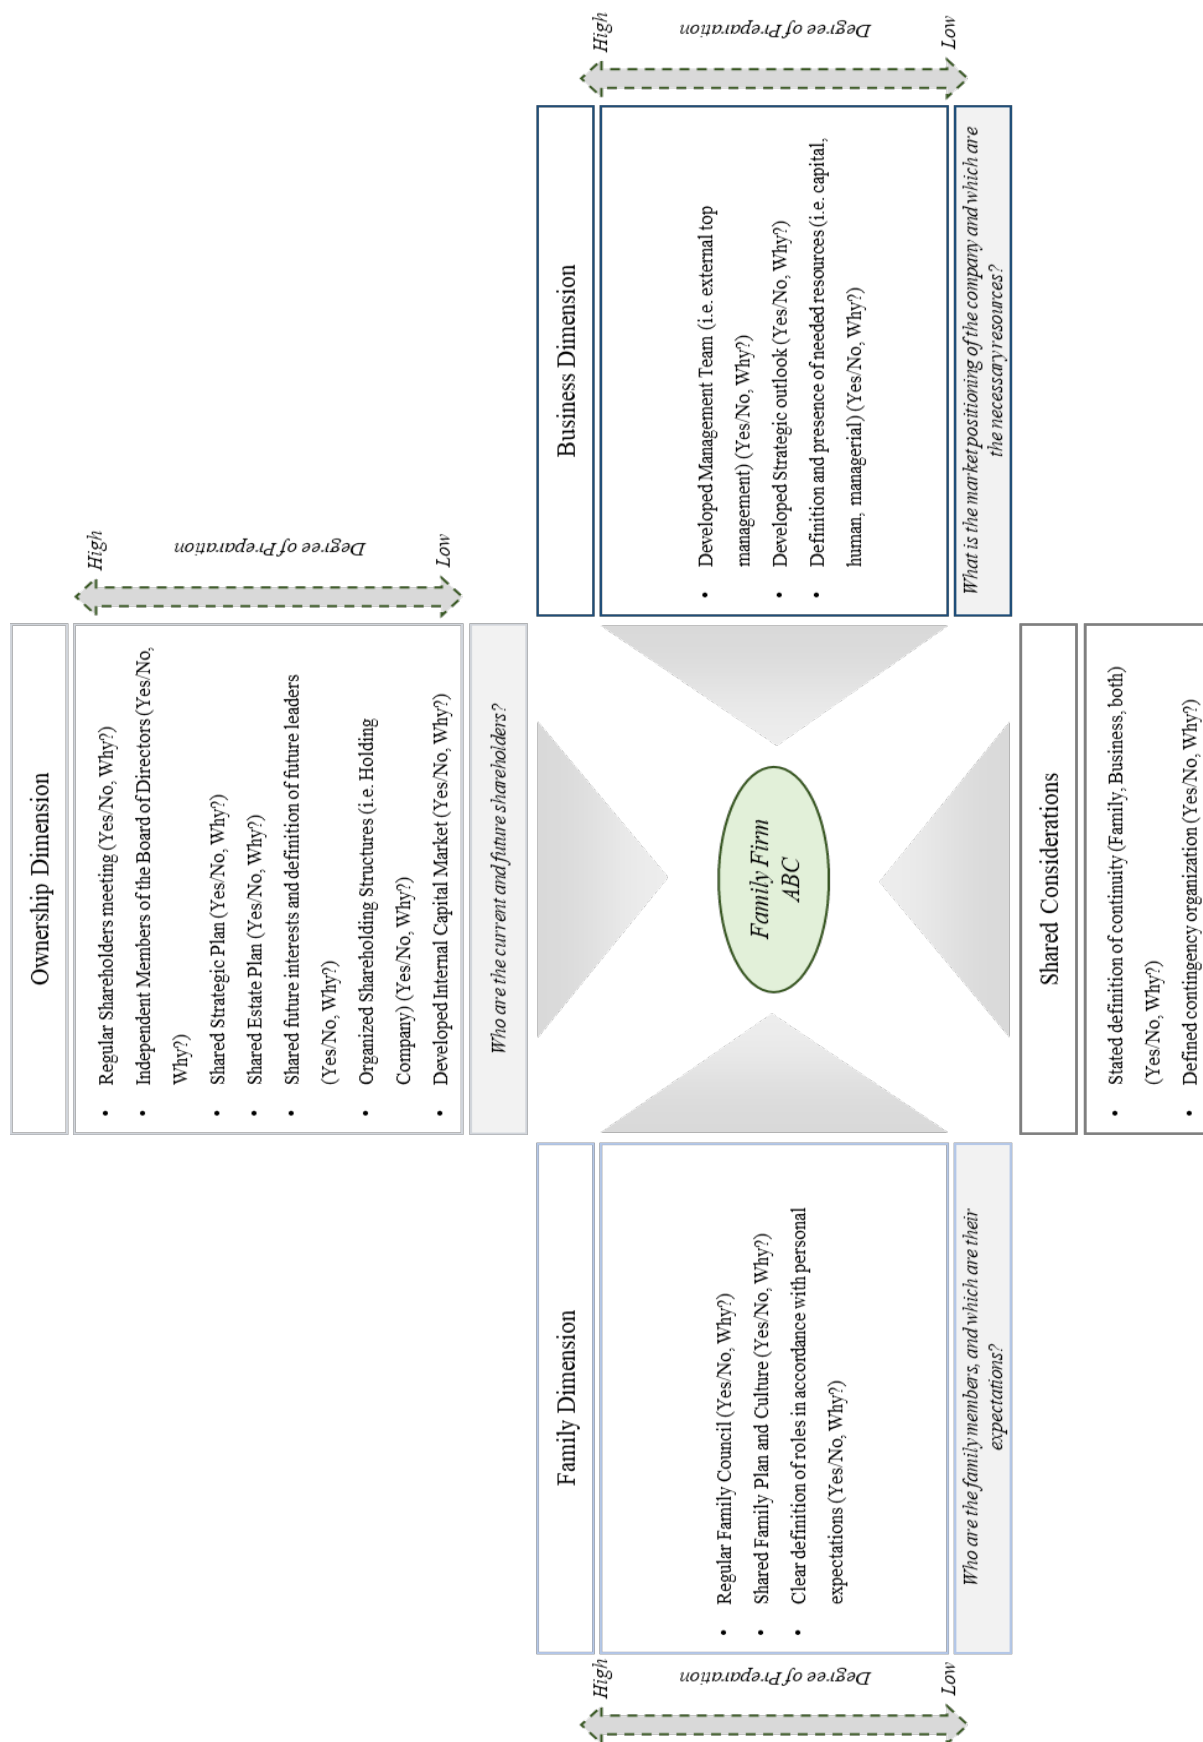 Ownership Dimension
• Regular Shareholders meeting (Yes/No, Why?)
• Independent Members of the Board of Directors (Yes/No,
Why?)
• Shared Strategic Plan (Yes/No, Why?)
• Shared Estate Plan (Yes/No, Why?)
• Shared future interests and definition of future leaders
(Yes/No, Why?)
• Organized Shareholding Structures (i.e. Holding
Company) (Yes/No, Why?)
• Developed Internal Capital Market (Yes/No, Why?)
Who are the current and future shareholders?
High
Degree of Preparation
Low
High
Degree of Preparation
Low
Family Dimension
• Regular Family Council (Yes/No, Why?)
• Shared Family Plan and Culture (Yes/No, Why?)
• Clear definition of roles in accordance with personal
expectations (Yes/No, Why?)
Who are the family members, and which are their
expectations?
Family Firm
ABC
Business Dimension
• Developed Management Team (i.e. external top
management) (Yes/No, Why?)
• Developed Strategic outlook (Yes/No, Why?)
• Definition and presence of needed resources (i.e. capital,
human, managerial) (Yes/No, Why?)
What is the market positioning of the company and which are
the necessary resources?
High
Degree of Preparation
Low
Shared Considerations
• Stated definition of continuity (Family, Business, both)
(Yes/No, Why?)
• Defined contingency organization (Yes/No, Why?)